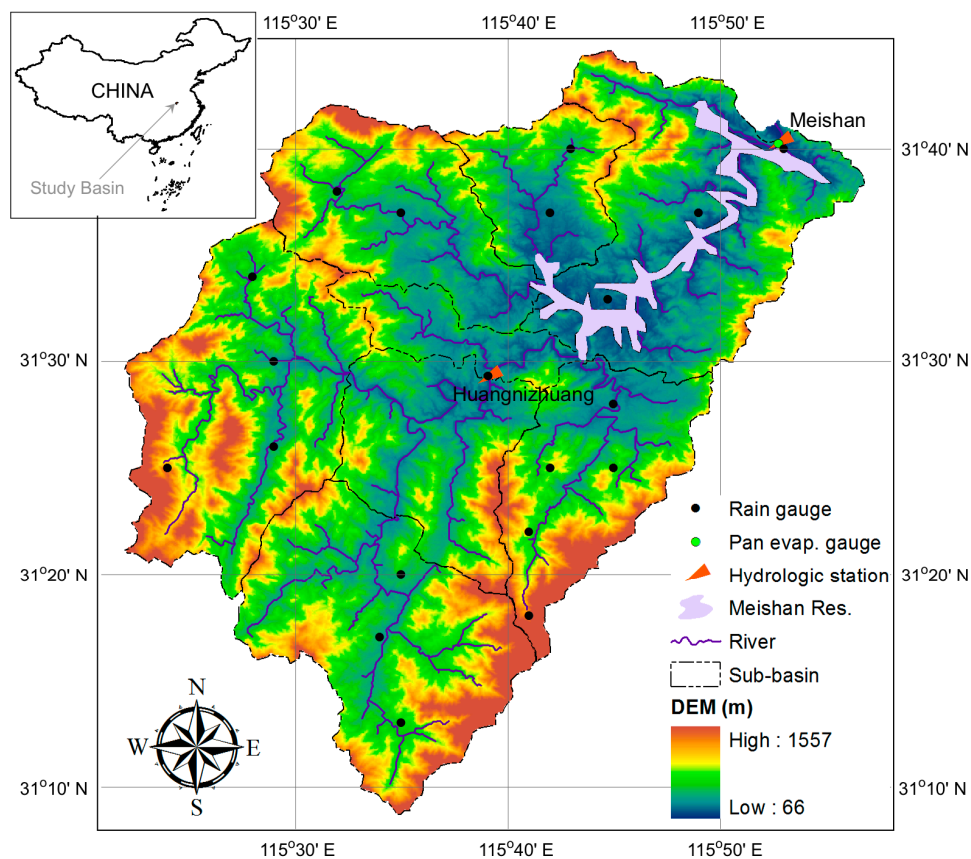 115°30' E
115°40' E
115°50' E
CHINA
Study Basin
Meishan
31°40' N
31°40' N
31°30' N
31°30' N
Huangnizhuang
Rain gauge
Pan evap. gauge
Hydrologic station
Meishan Res.
River
Sub-basin
31°20' N
31°20' N
DEM (m)
High : 1557
Low : 66
N
W
E
S
31°10' N
31°10' N
115°30' E
115°40' E
115°50' E